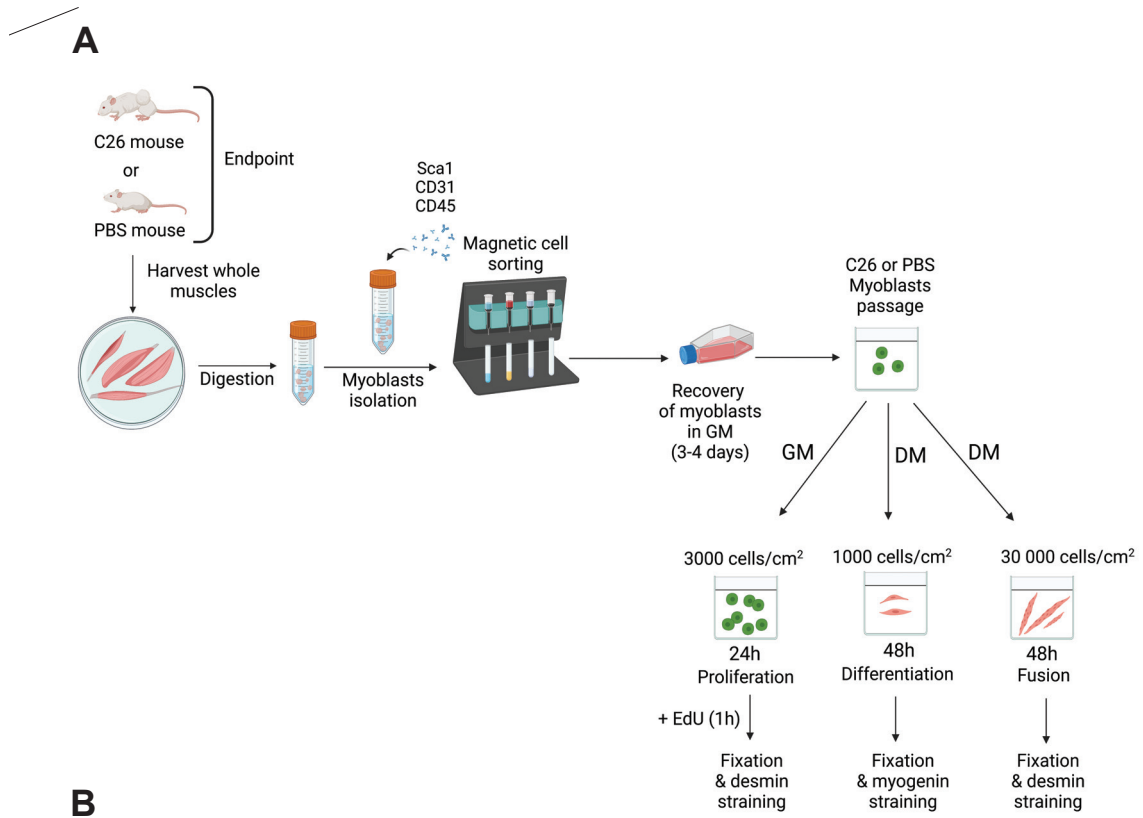 A
C26 mouse
or
PBS mouse
Endpoint
Harvest whole
muscles
Digestion
Sca1
CD31
CD45
Myoblasts
isolation
Magnetic cell
sorting
Recovery
of myoblasts
in GM
(3-4 days)
C26 or PBS
Myoblasts
passage
GM
DM
DM
3000 cells/cm²
24h
Proliferation
+ EdU (1h)
Fixation
& desmin
straining
1000 cells/cm²
48h
Differentiation
Fixation
& myogenin
straining
30 000 cells/cm²
48h
Fusion
Fixation
& desmin
straining
B